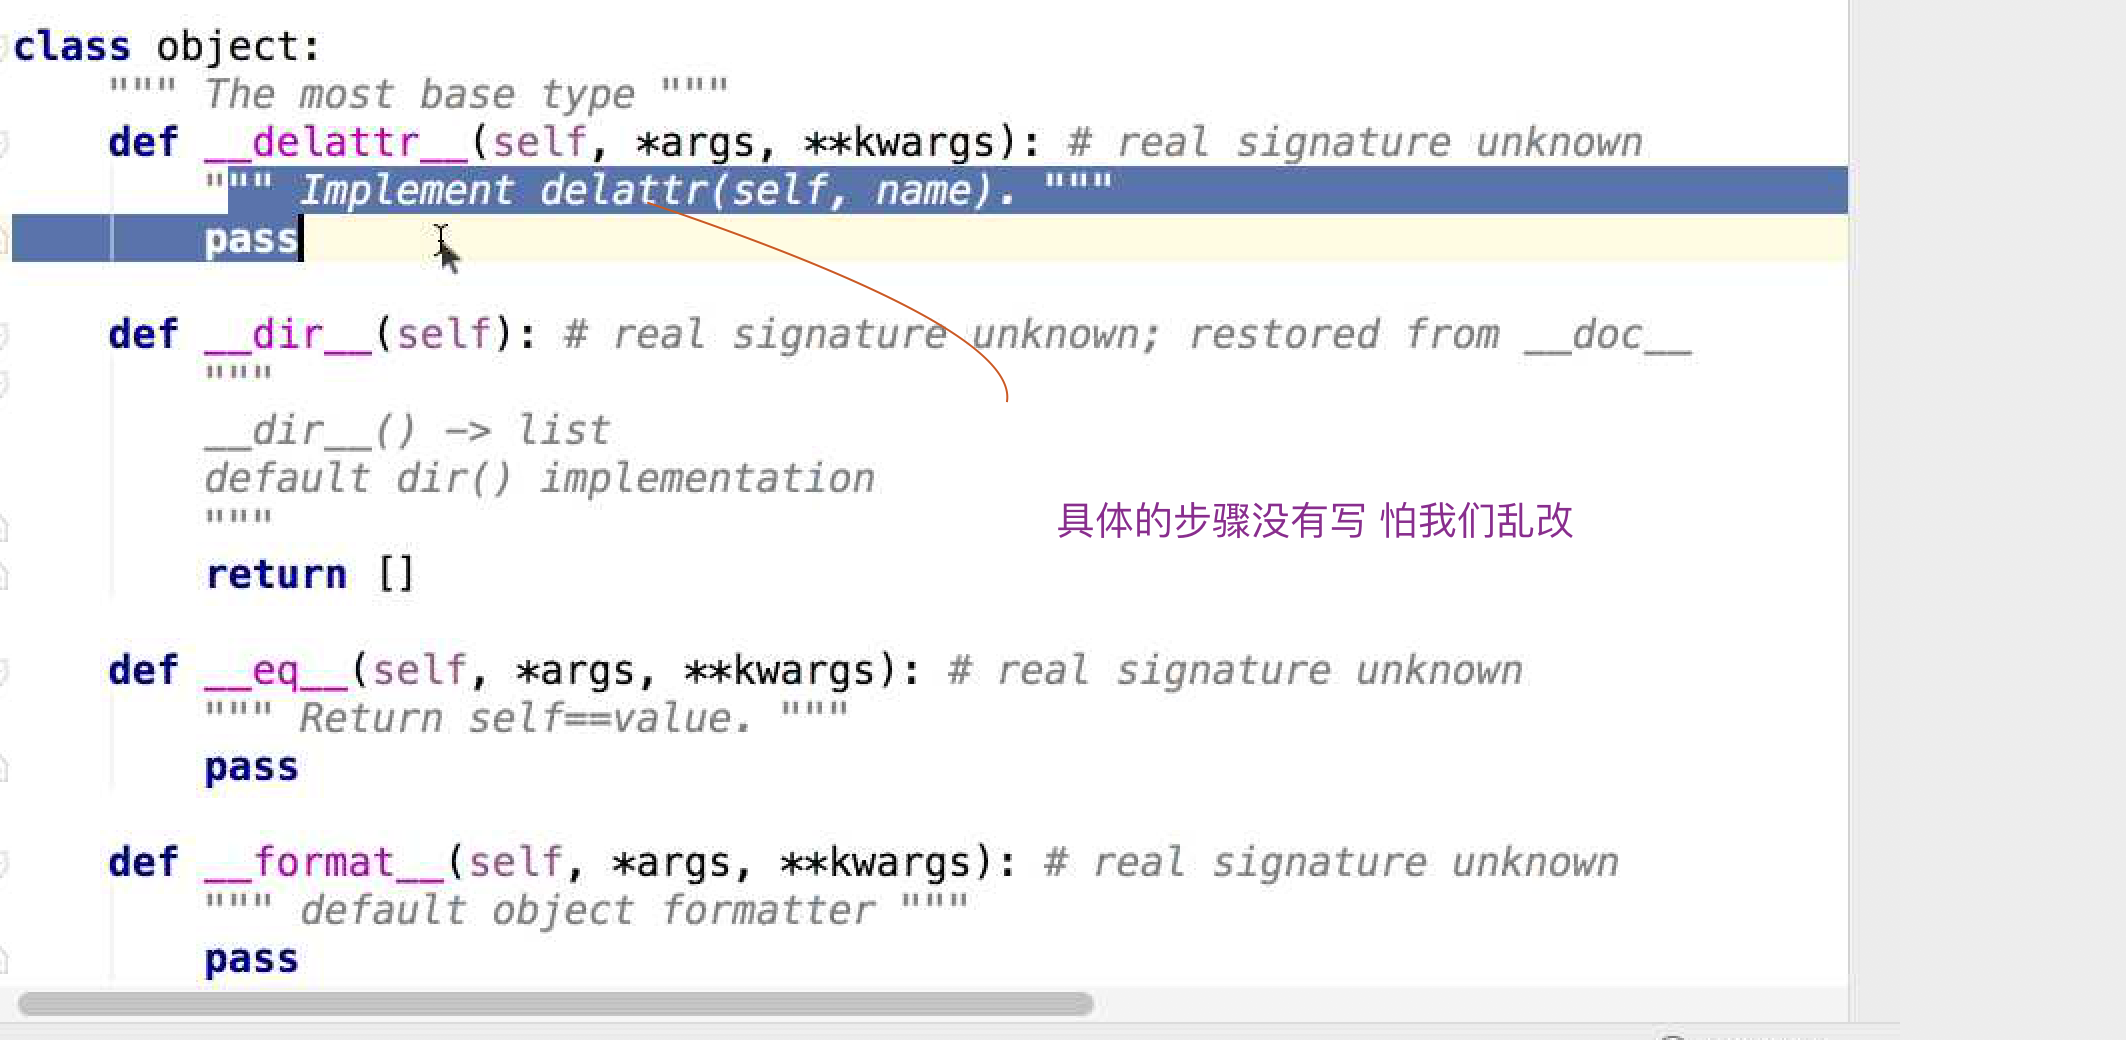 class object:
""" The most base type """
def __delattr__(self, *args, **kwargs): # real signature unknown
""" Implement delattr(self, name). """
pass
def __dir__(self): # real signature unknown; restored from __doc__
"""
__dir__() -> list
default dir() implementation
具体的步骤没有写 怕我们乱改
"""
return []
def __eq__(self, *args, **kwargs): # real signature unknown
""" Return self==value. """
pass
def __format__(self, *args, **kwargs): # real signature unknown
""" default object formatter """
pass